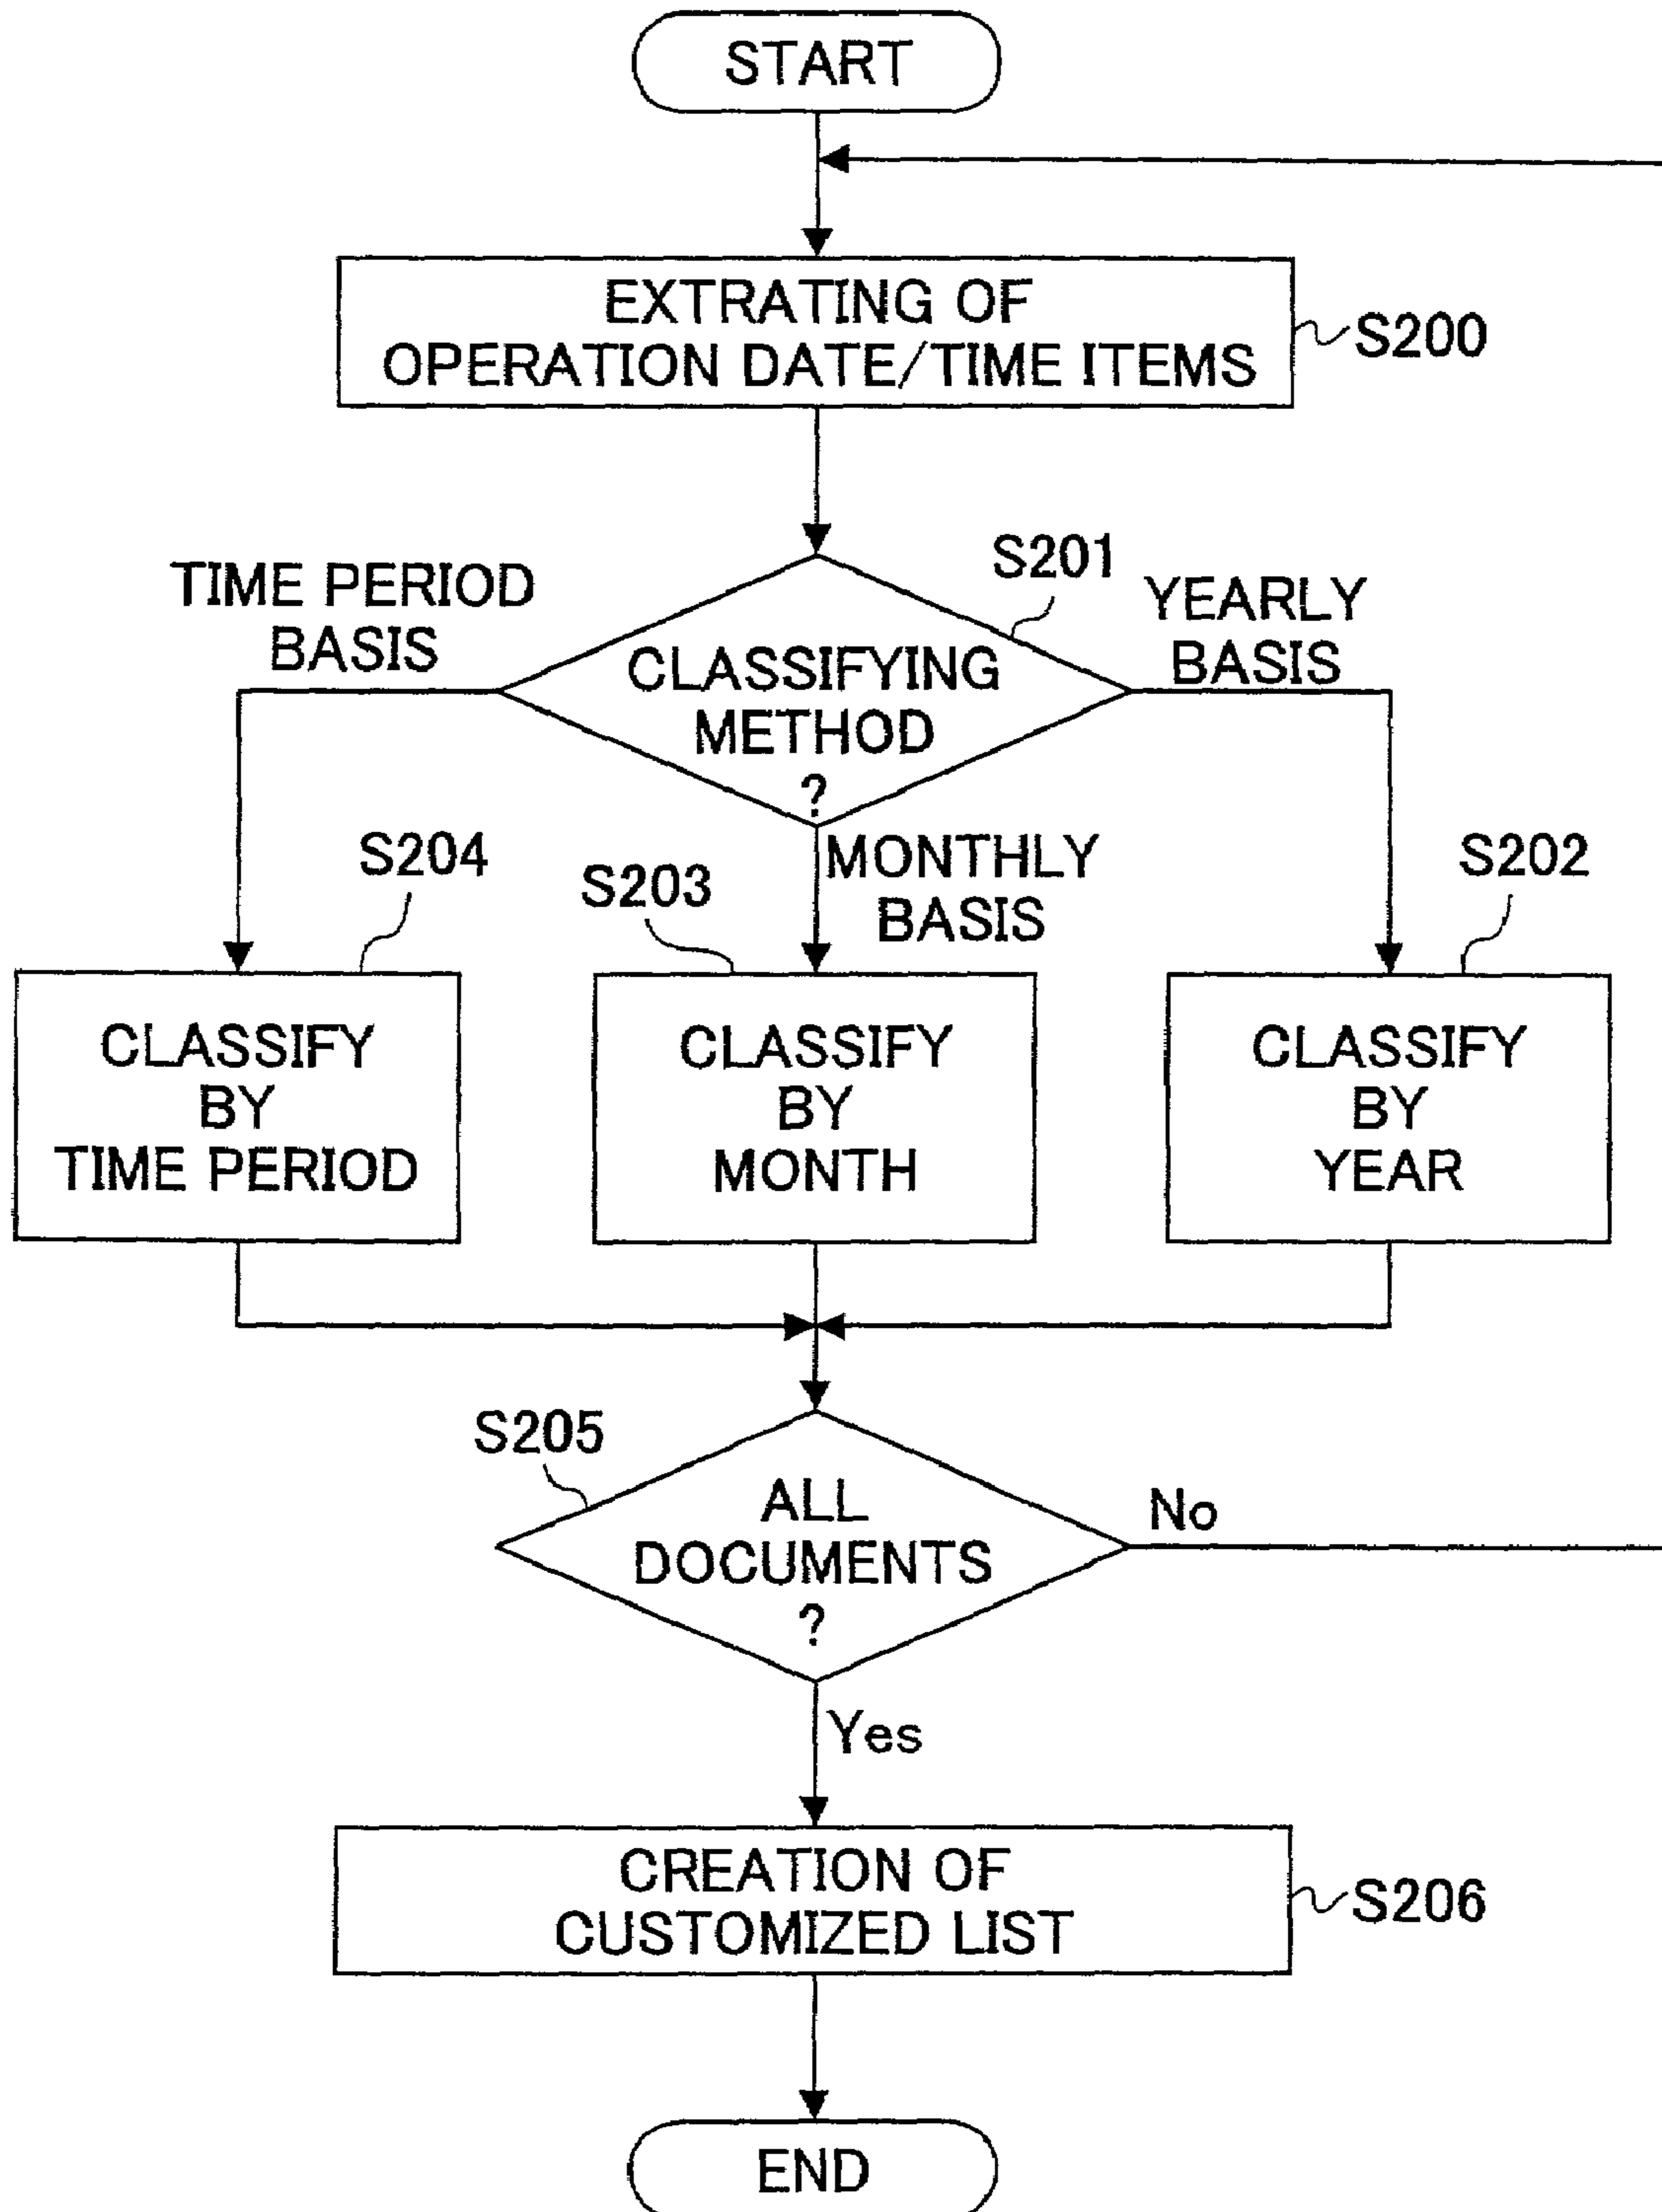 START
EXTRATING OF
OPERATION DATE/TIME ITEMS
S200
S201
TIME PERIOD
BASIS
YEARLY
BASIS
CLASSIFYING
METHOD
?
MONTHLY
BASIS
S204
S203
S202
CLASSIFY
BY
TIME PERIOD
CLASSIFY
BY
MONTH
CLASSIFY
BY
YEAR
S205
ALL
DOCUMENTS
?
No
Yes
CREATION OF
CUSTOMIZED LIST
S206
END